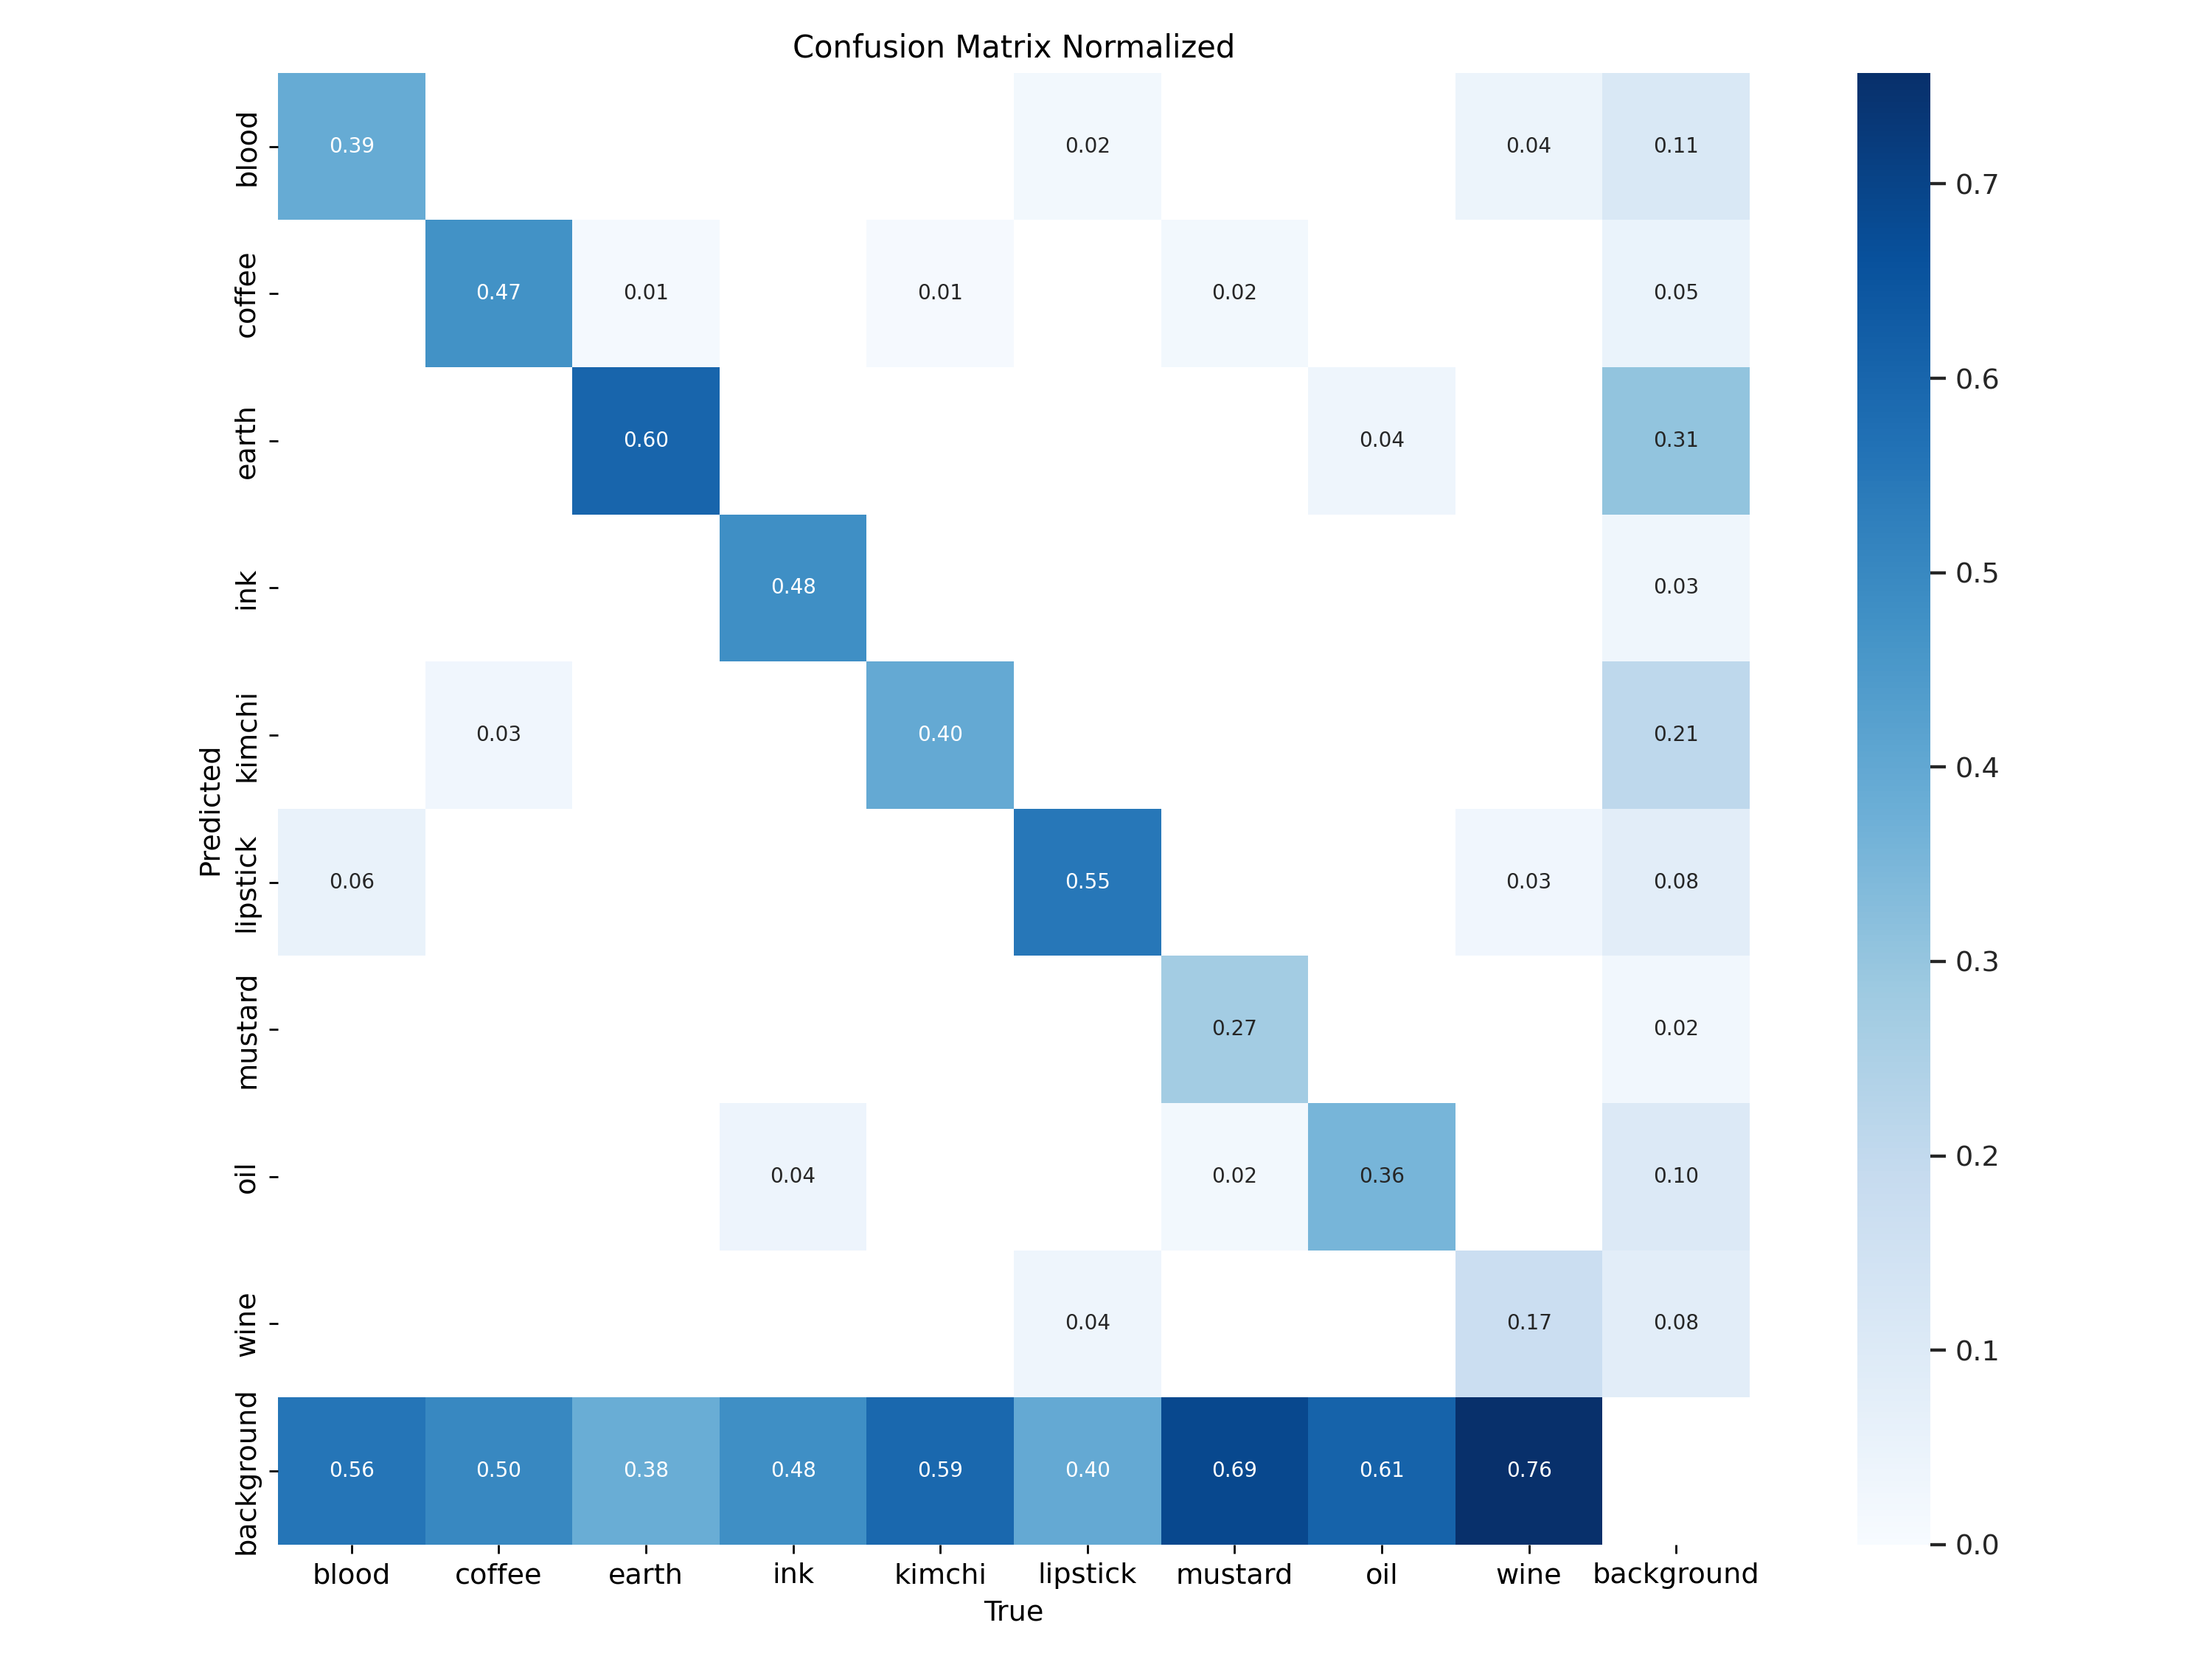 Confusion Matrix Normalized
blood 0.39 0.02 0.04 0.11
coffee 0.47 0.01 0.01 0.02 0.05
earth 0.60 0.04 0.31
ink 0.48 0.03
kimchi 0.03 0.40 0.21
lipstick 0.06 0.55 0.03 0.08
mustard 0.27 0.02
oil 0.04 0.02 0.36 0.10
wine 0.04 0.17 0.08
background 0.56 0.50 0.38 0.48 0.59 0.40 0.69 0.61 0.76
Predicted
blood coffee earth ink kimchi lipstick mustard oil wine background
True
0.7
0.6
0.5
0.4
0.3
0.2
0.1
0.0